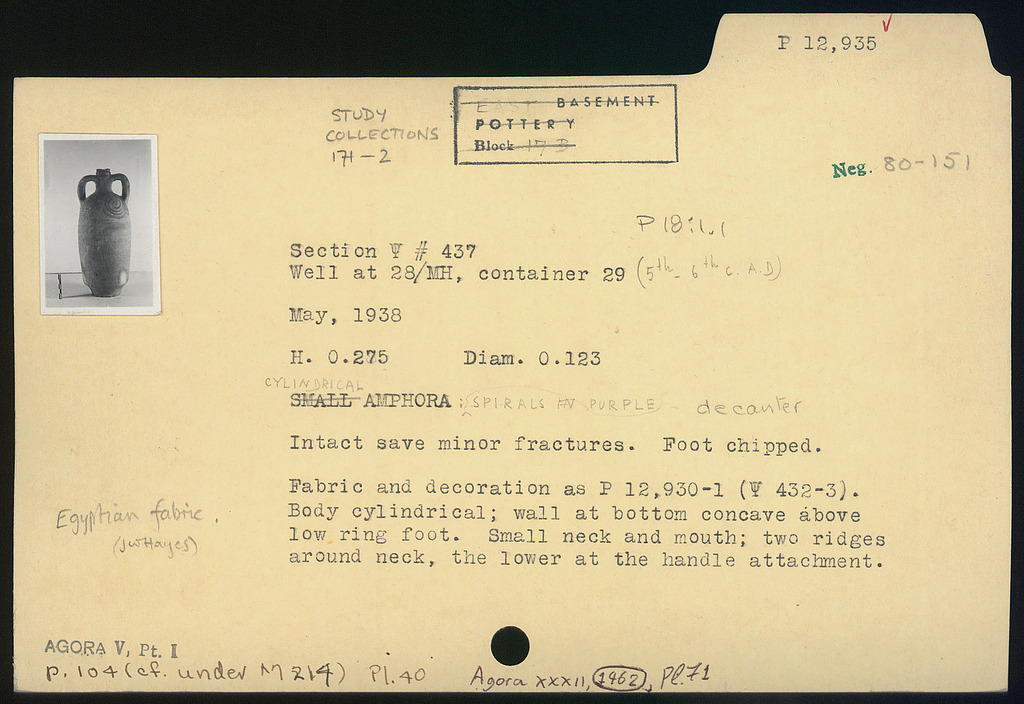 P 12,935
STUDY
COLLECTIONS
171-2
EAST BASEMENT
POTTERY
Block 17 B
Neg. 80-151
P 18:1.1
Section Ψ # 437
Well at 28/MH, container 29 (5th - 6th c. A.D)
May, 1938
H. 0.275 Diam. 0.123
CYLINDRICAL
SMALL AMPHORA: SPIRALS IN PURPLE - decanter
Intact save minor fractures. Foot chipped.
Fabric and decoration as P 12,930-1 (Ψ 432-3).
Body cylindrical; wall at bottom concave above
low ring foot. Small neck and mouth; two ridges
around neck, the lower at the handle attachment.
Egyptian fabric.
(JWHayes)
AGORA V, Pt. I
p. 104 (cf. under M 214) Pl. 40
Agora XXXII, 1462, Pl. 71